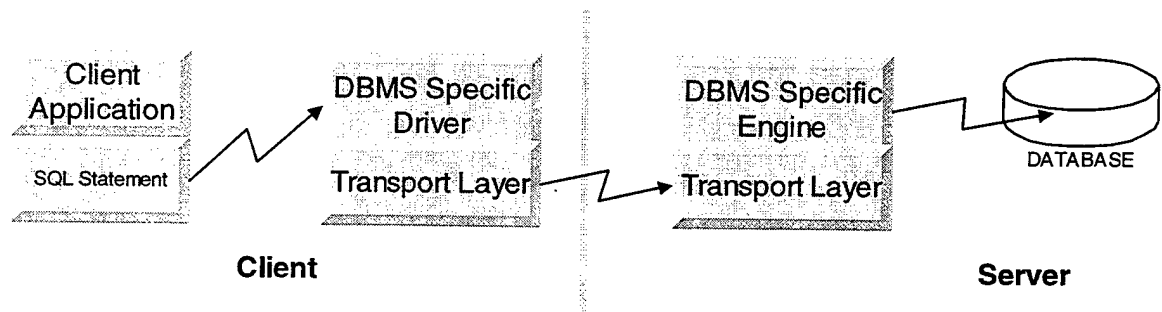 Client
Application
SQL Statement
DBMS Specific
Driver
Transport Layer
DBMS Specific
Engine
Transport Layer
DATABASE
Client
Server